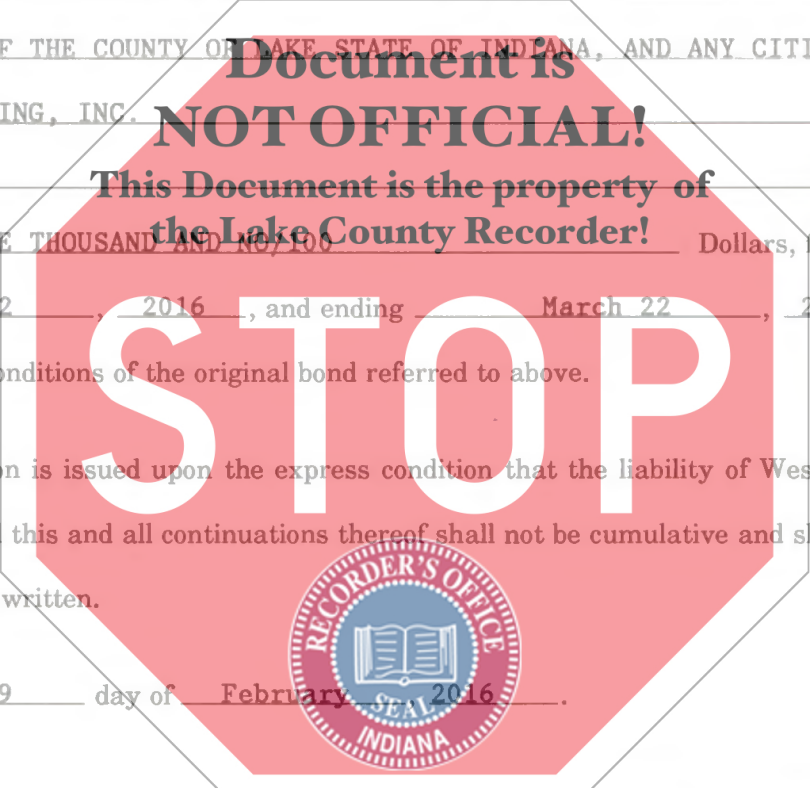 F THE COUNTY OF LAKE STATE OF INDIANA, AND ANY CITI
Document is
ING, INC.
NOT OFFICIAL!
This Document is the property of
the Lake County Recorder!
E THOUSAND AND NO/100 Dollars,
2, 2016, and ending March 22, 2
STOP
onditions of the original bond referred to above.
n is issued upon the express condition that the liability of Wes
this and all continuations thereof shall not be cumulative and sh
written.
RECORDER'S OFFICE
SEAL
INDIANA
9 day of February, 2016.